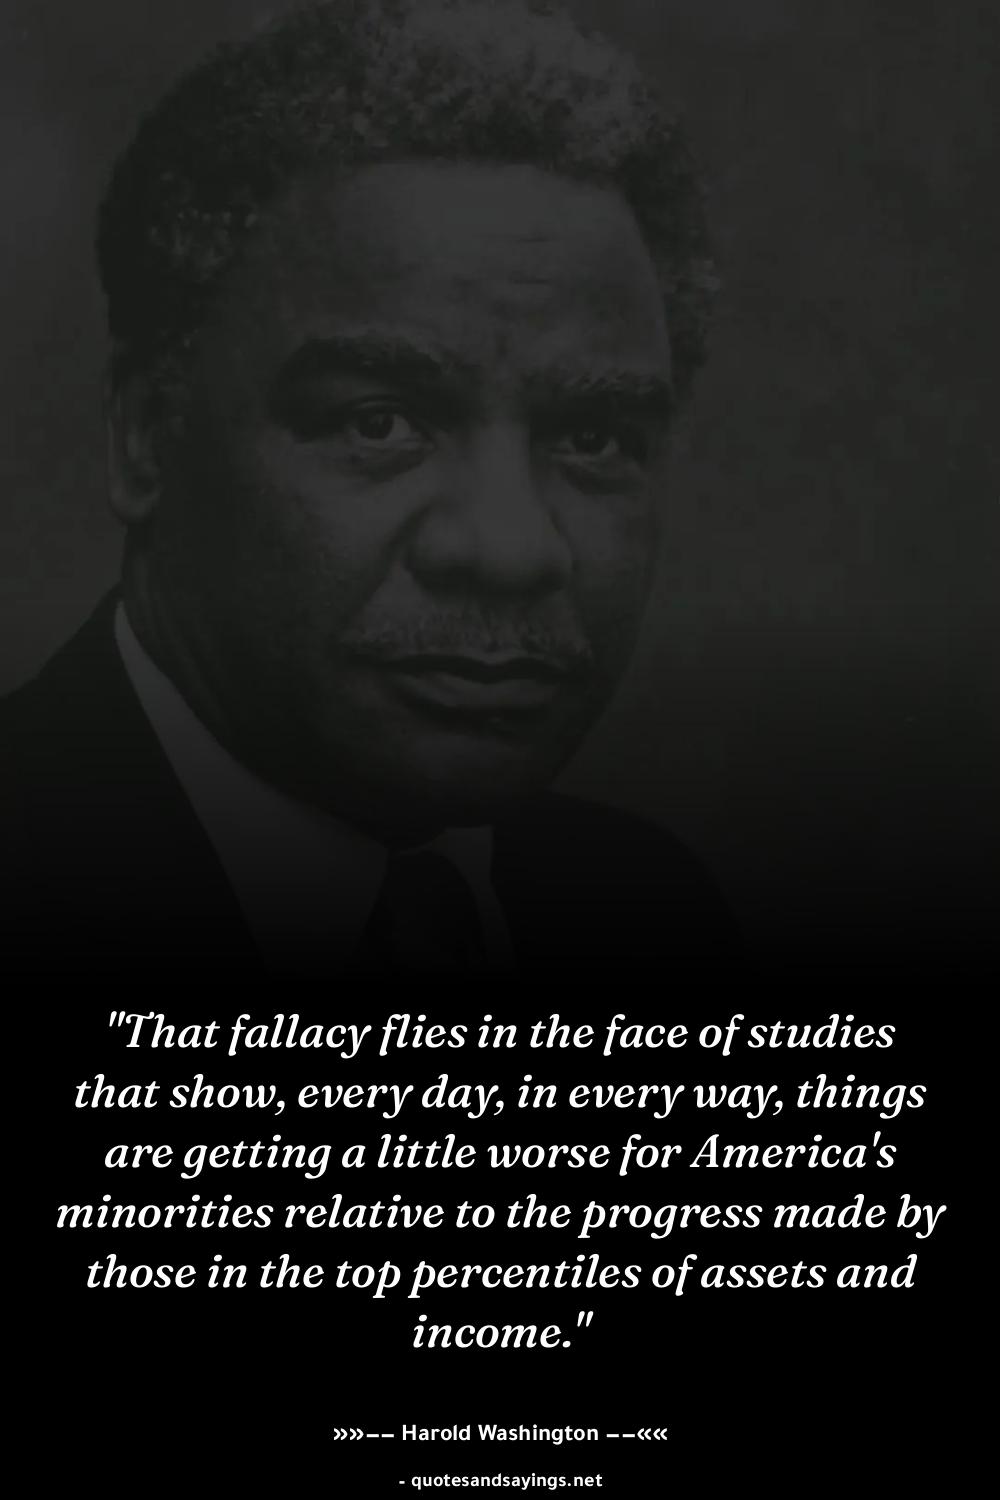 "That fallacy flies in the face of studies
that show, every day, in every way, things
are getting a little worse for America's
minorities relative to the progress made by
those in the top percentiles of assets and
income."
»»−− Harold Washington −−««
- quotesandsayings.net